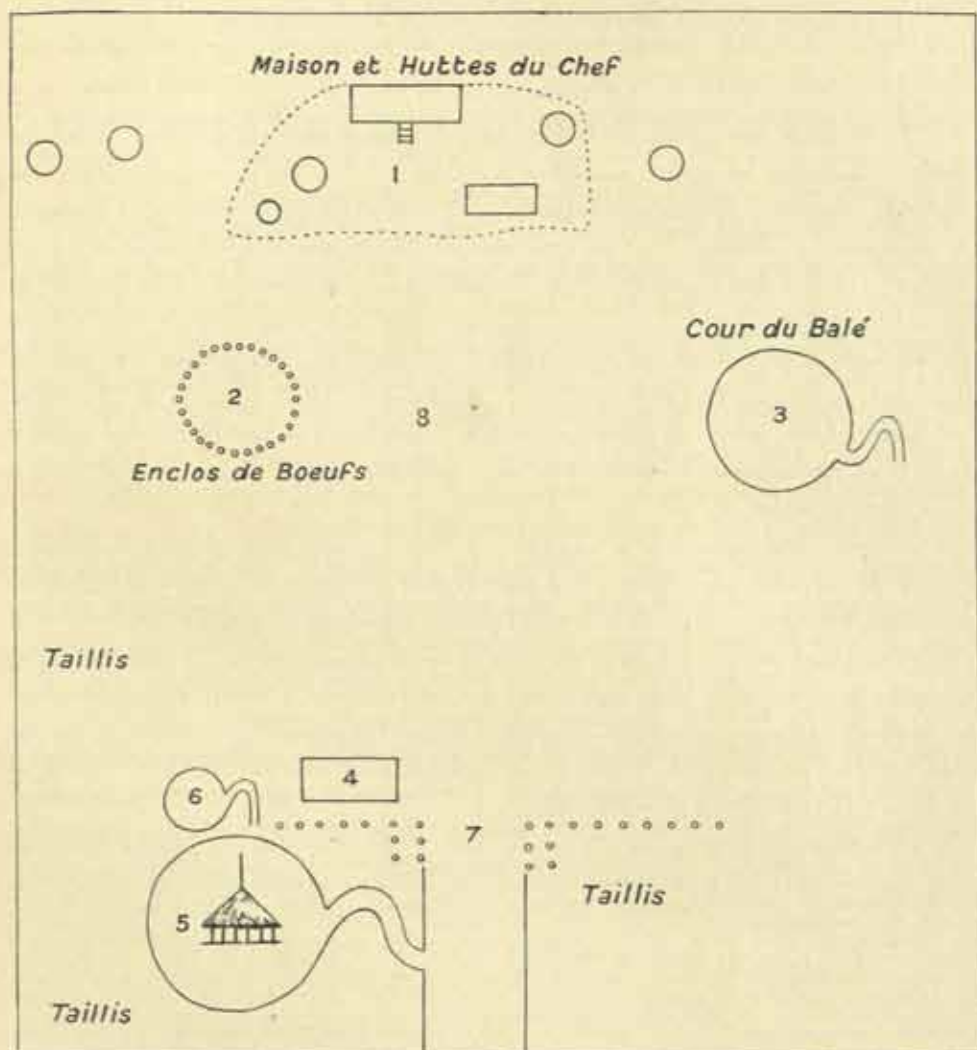 Maison et Huttes du Chef
1
Cour du Balé
2
8
3
Enclos de Boeufs
Taillis
4
6
7
Taillis
5
Taillis